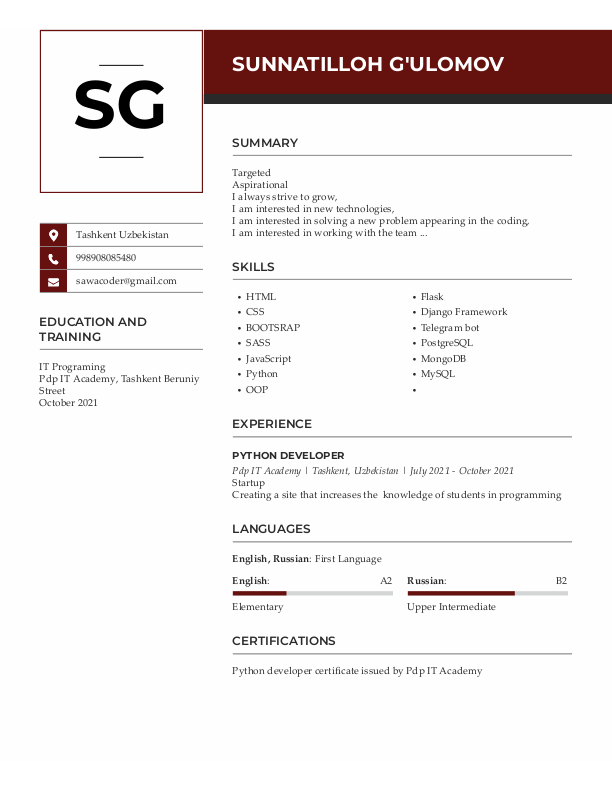 SG
SUNNATILLOH G'ULOMOV
Tashkent Uzbekistan
998908085480
sawacoder@gmail.com
EDUCATION AND
TRAINING
IT Programing
Pdp IT Academy, Tashkent Beruniy
Street
October 2021
SUMMARY
Targeted
Aspirational
I always strive to grow,
I am interested in new technologies,
I am interested in solving a new problem appearing in the coding,
I am interested in working with the team ...
SKILLS
• HTML
• CSS
• BOOTSRAP
• SASS
• JavaScript
• Python
• OOP
• Flask
• Django Framework
• Telegram bot
• PostgreSQL
• MongoDB
• MySQL
•
EXPERIENCE
PYTHON DEVELOPER
Pdp IT Academy | Tashkent, Uzbekistan | July 2021 - October 2021
Startup
Creating a site that increases the knowledge of students in programming
LANGUAGES
English, Russian: First Language
English: A2
Elementary
Russian: B2
Upper Intermediate
CERTIFICATIONS
Python developer certificate issued by Pdp IT Academy